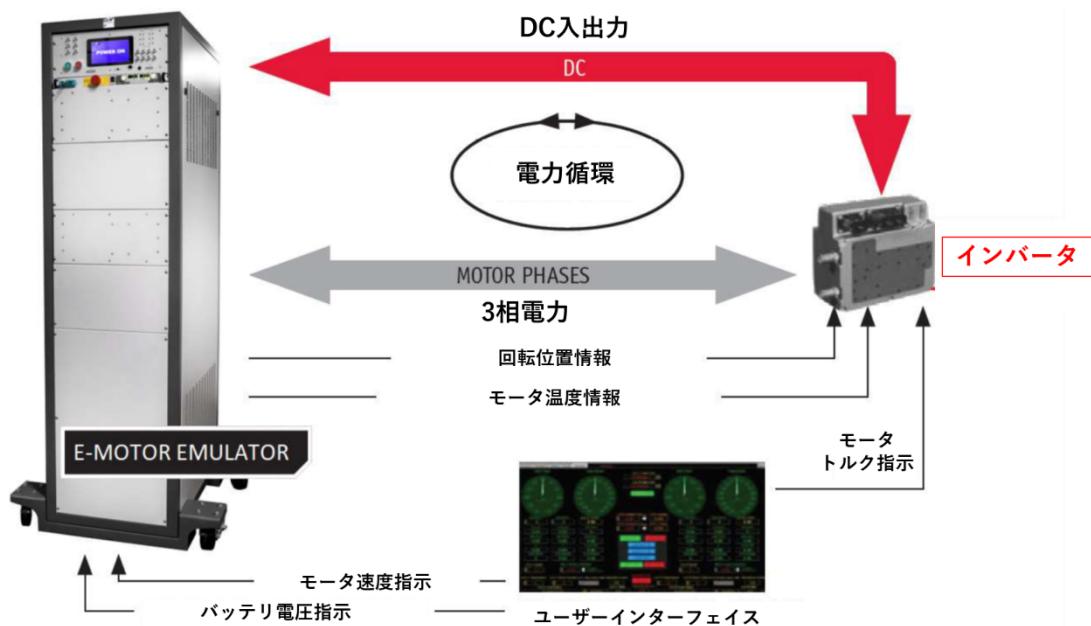 DC入出力
POWER ON
DC
電力循環
インバータ
MOTOR PHASES
3相電力
回転位置情報
モータ温度情報
E-MOTOR EMULATOR
モータ
トルク指示
モータ速度指示
バッテリ電圧指示
ユーザーインターフェイス